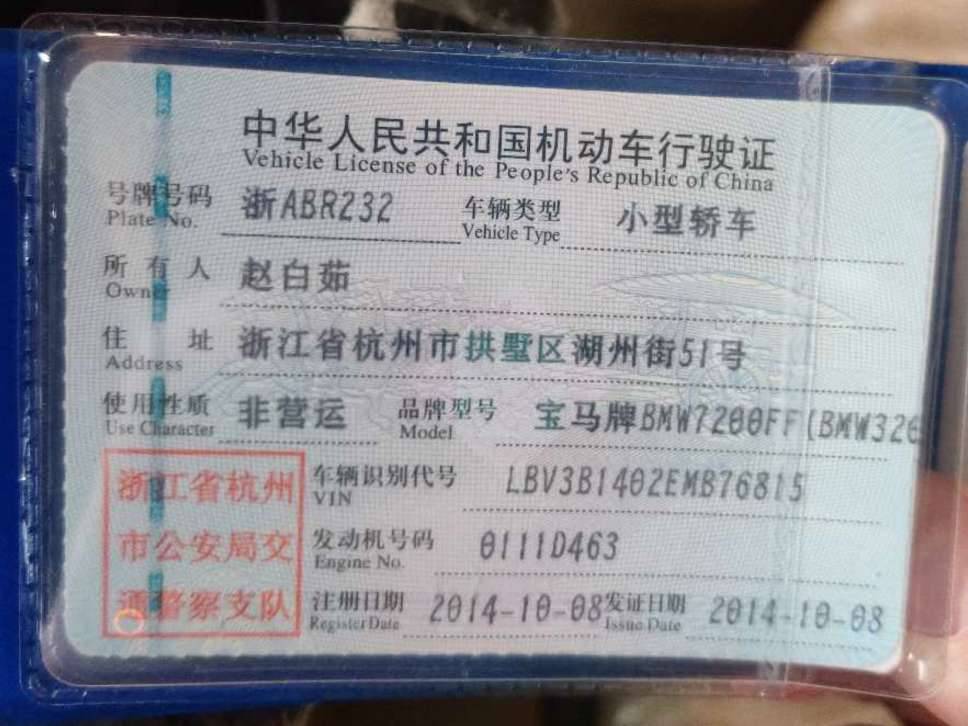 中华人民共和国机动车行驶证
Vehicle License of the People's Republic of China
号牌号码 浙ABR232 车辆类型 小型轿车
Plate No. Vehicle Type
所有人 赵白茹
Owner
住址 浙江省杭州市拱墅区湖州街51号
Address
使用性质 非营运 品牌型号 宝马牌BMW7200FF(BMW320
Use Character Model
浙江省杭州
市公安局交
通警察支队
车辆识别代号 LBV3B1402EMB76815
VIN
发动机号码 0111D463
Engine No.
注册日期 2014-10-08 发证日期 2014-10-08
Register Date Issue Date